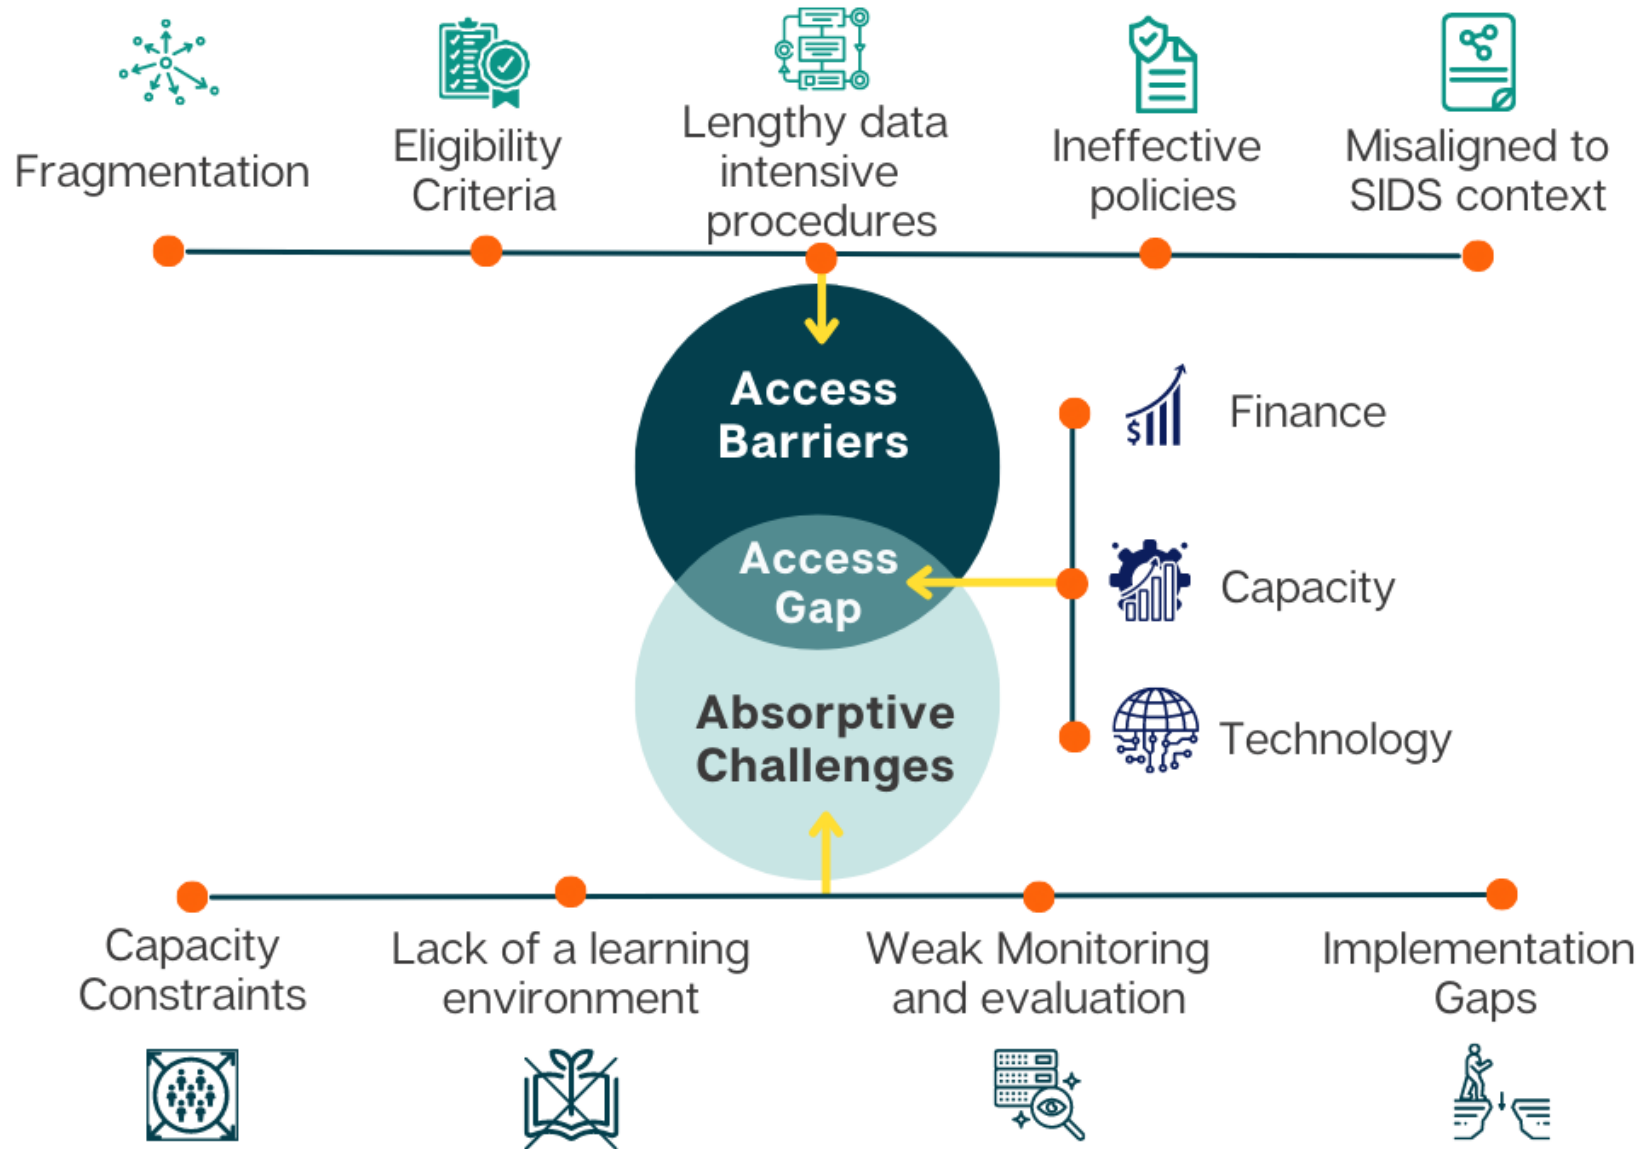 Fragmentation
Eligibility
Criteria
Lengthy data
intensive
procedures
Ineffective
policies
Misaligned to
SIDS context
Access
Barriers
Access
Gap
Absorptive
Challenges
$
Finance
Capacity
Technology
Capacity
Constraints
Lack of a learning
environment
Weak Monitoring
and evaluation
Implementation
Gaps